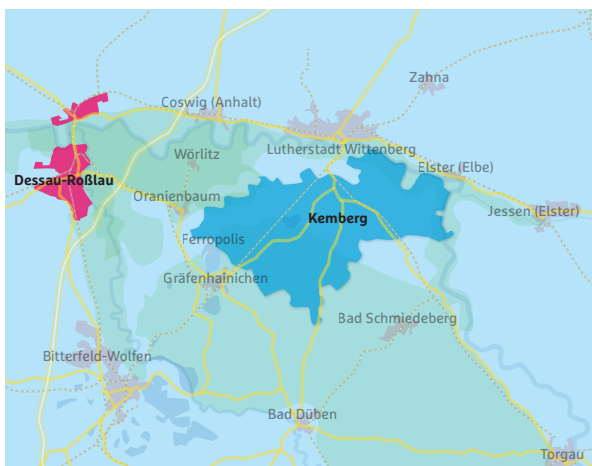 Zahna
Coswig (Anhalt)
Lutherstadt Wittenberg
Wörlitz
Elster (Elbe)
Dessau-Roßlau
Oranienbaum
Jessen (Elster)
Kemberg
Ferropolis
Gräfenhainichen
Bad Schmiedeberg
Bitterfeld-Wolfen
Bad Düben
Torgau